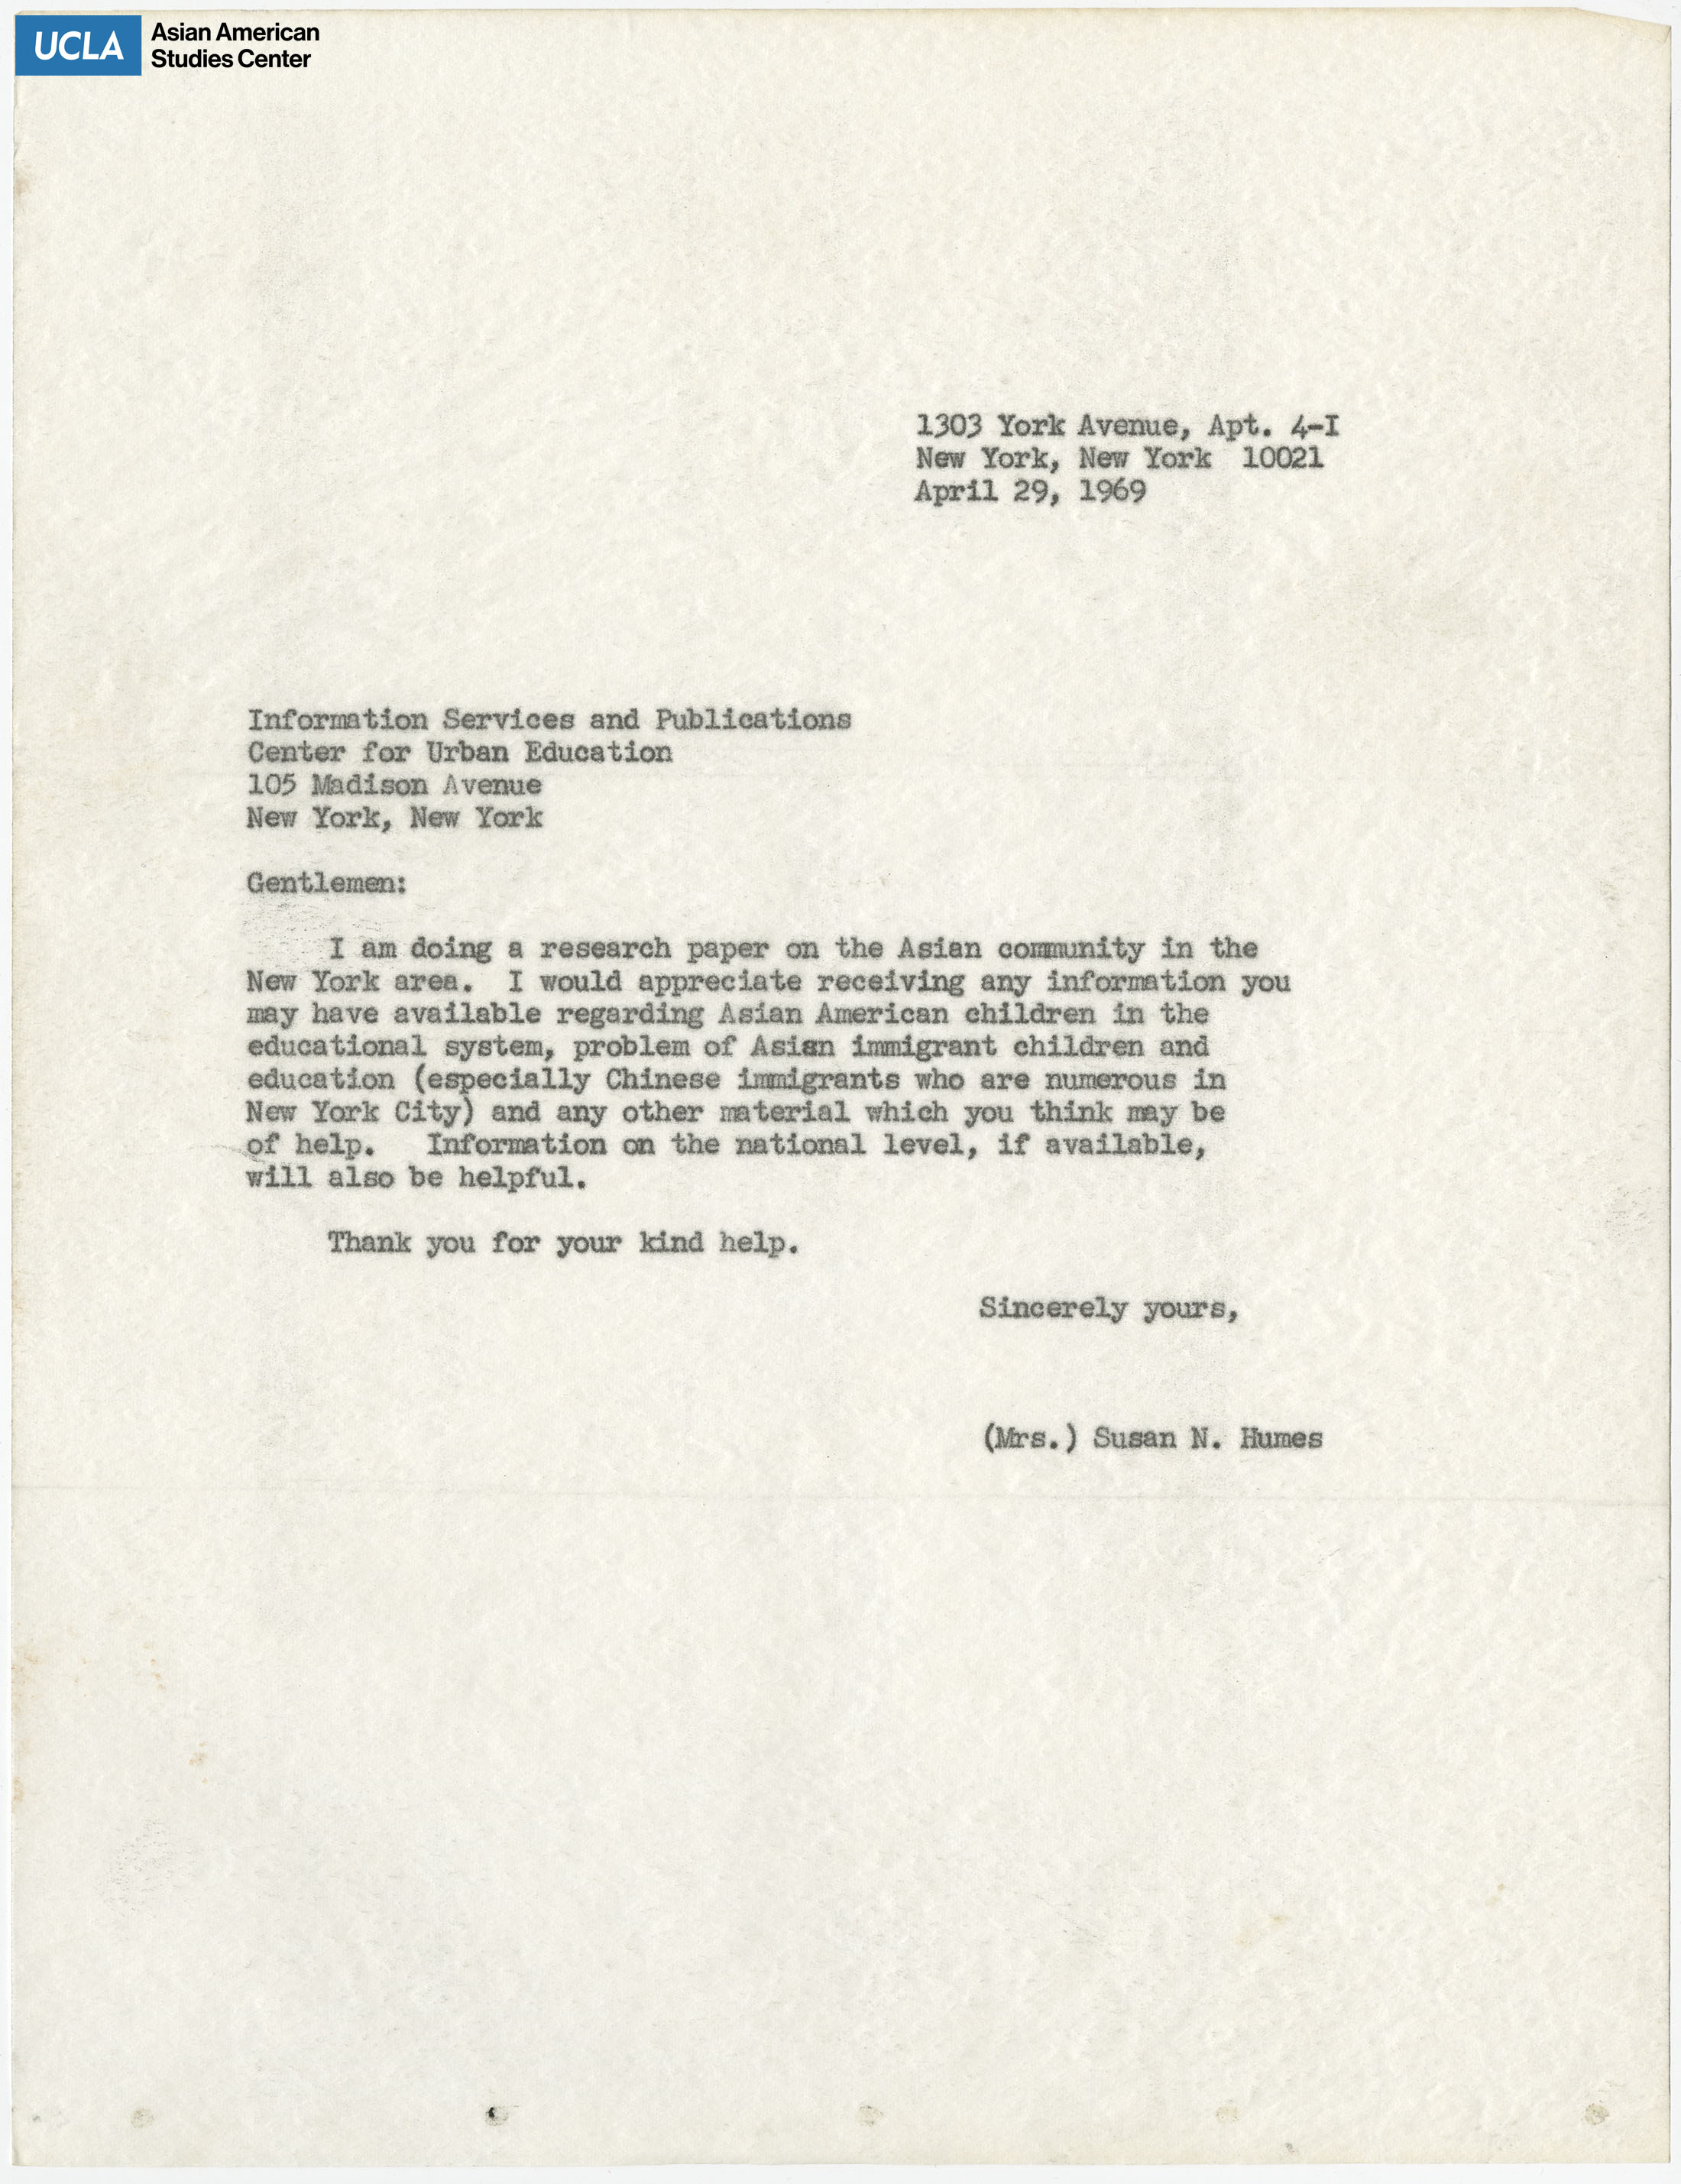 UCLA Asian American
Studies Center
1303 York Avenue, Apt. 4-I
New York, New York  10021
April 29, 1969
Information Services and Publications
Center for Urban Education
105 Madison Avenue
New York, New York
Gentlemen:
I am doing a research paper on the Asian community in the
New York area.  I would appreciate receiving any information you
may have available regarding Asian American children in the
educational system, problem of Asian immigrant children and
education (especially Chinese immigrants who are numerous in
New York City) and any other material which you think may be
of help.   Information on the national level, if available,
will also be helpful.
Thank you for your kind help.
Sincerely yours,
(Mrs.) Susan N. Humes